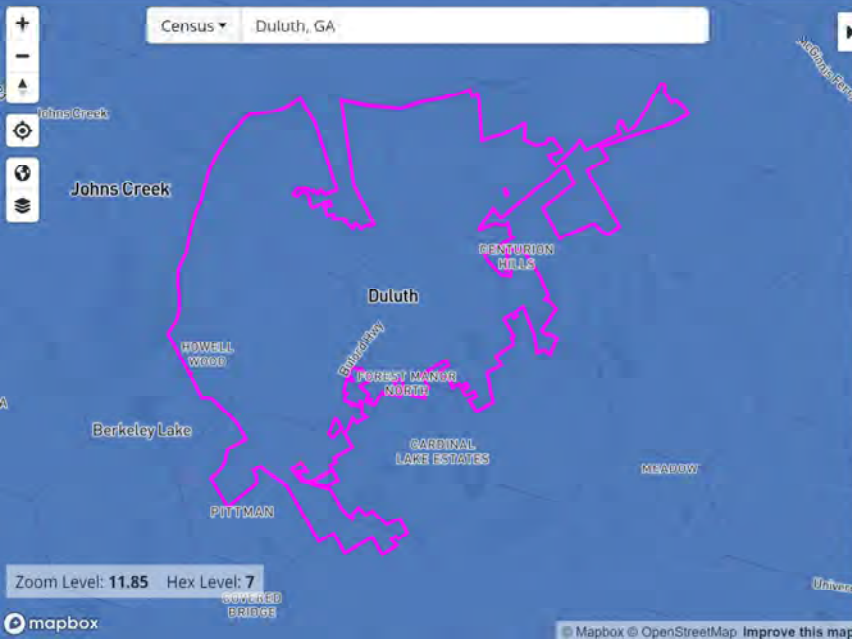 +
Census
Duluth, GA
−
McGinnis Ferry
Johns Creek
Johns Creek
CENTURION
HILLS
Duluth
Buford Hwy
HOWELL
WOOD
FOREST MANOR
NORTH
Berkeley Lake
CARDINAL
LAKE ESTATES
MEADOW
PITTMAN
Zoom Level: 11.85 Hex Level: 7
COVERED
BRIDGE
mapbox
© Mapbox © OpenStreetMap Improve this map